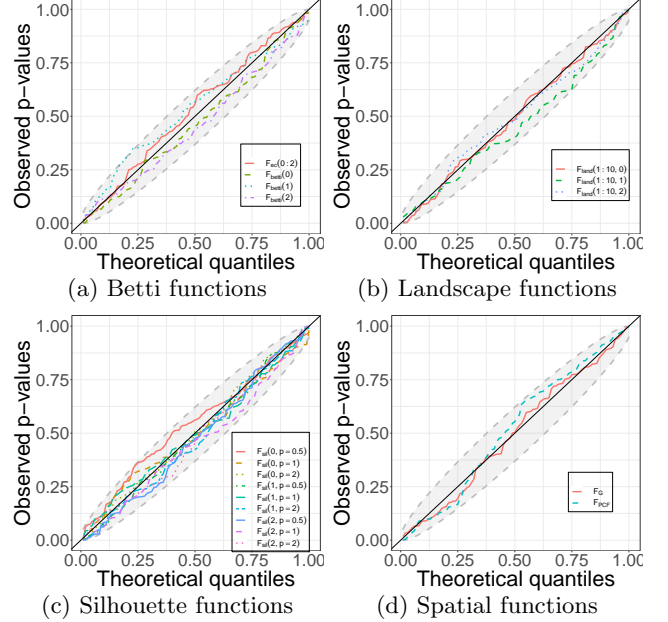 1.00
0.75
0.50
0.25
0.00
Observed p−values
F_ec(0:2)
F_betti(0)
F_betti(1)
F_betti(2)
0.00 0.25 0.50 0.75 1.00
Theoretical quantiles
(a) Betti functions
1.00
0.75
0.50
0.25
0.00
Observed p−values
F_land(1:10, 0)
F_land(1:10, 1)
F_land(1:10, 2)
0.00 0.25 0.50 0.75 1.00
Theoretical quantiles
(b) Landscape functions
1.00
0.75
0.50
0.25
0.00
Observed p−values
F_sil(0, p = 0.5)
F_sil(0, p = 1)
F_sil(0, p = 2)
F_sil(1, p = 0.5)
F_sil(1, p = 1)
F_sil(1, p = 2)
F_sil(2, p = 0.5)
F_sil(2, p = 1)
F_sil(2, p = 2)
0.00 0.25 0.50 0.75 1.00
Theoretical quantiles
(c) Silhouette functions
1.00
0.75
0.50
0.25
0.00
Observed p−values
F_G
F_PCF
0.00 0.25 0.50 0.75 1.00
Theoretical quantiles
(d) Spatial functions